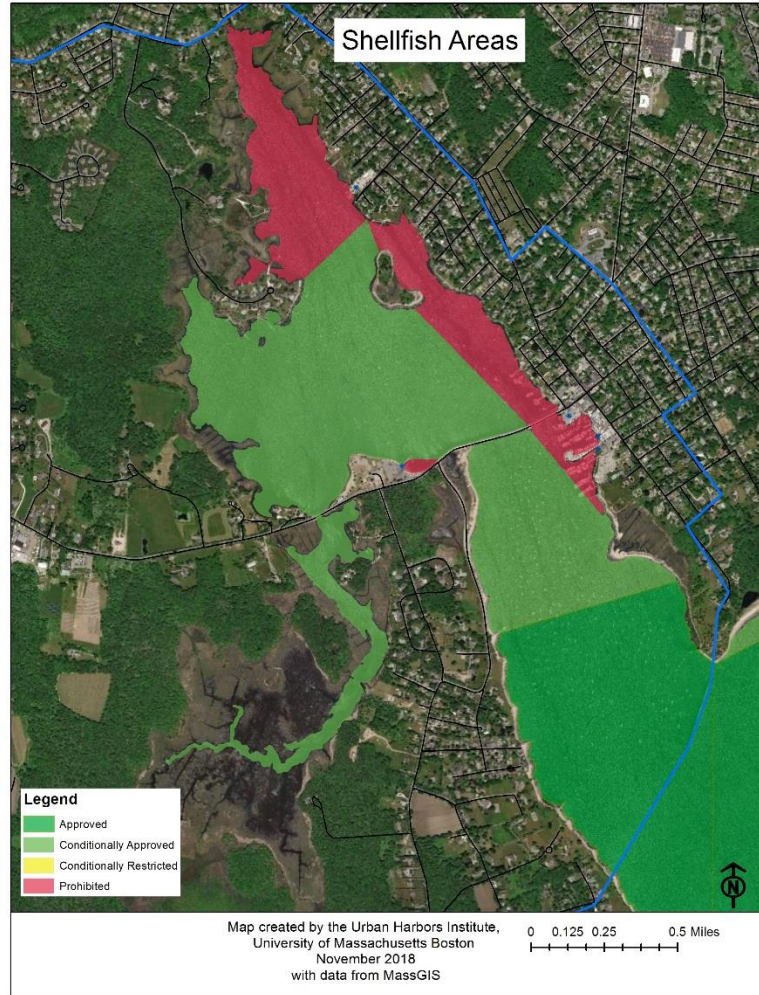 Shellfish Areas
Legend
Approved
Conditionally Approved
Conditionally Restricted
Prohibited
N
Map created by the Urban Harbors Institute,
University of Massachusetts Boston
November 2018
with data from MassGIS
0 0.125 0.25 0.5 Miles